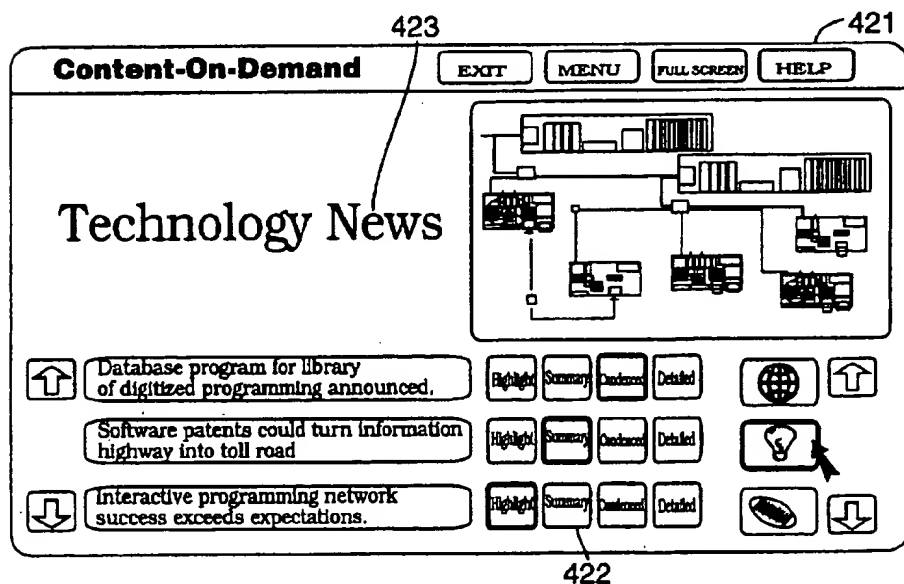 423
421
Content-On-Demand
EXIT
MENU
FULL SCREEN
HELP
Technology News
Database program for library
of digitized programming announced.
Highlight
Summary
Condensed
Detailed
Software patents could turn information
highway into toll road
Highlight
Summary
Condensed
Detailed
Interactive programming network
success exceeds expectations.
Highlight
Summary
Condensed
Detailed
422